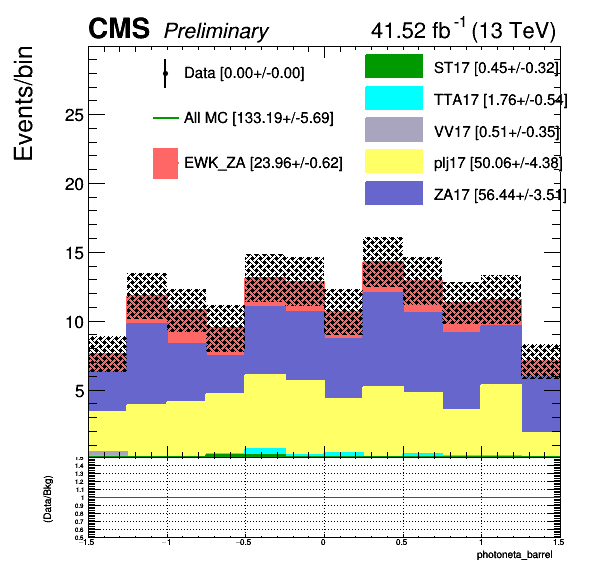 CMS Preliminary 41.52 fb⁻¹ (13 TeV)
Events/bin
Data [0.00+/-0.00]
All MC [133.19+/-5.69]
EWK_ZA [23.96+/-0.62]
ST17 [0.45+/-0.32]
TTA17 [1.76+/-0.54]
VV17 [0.51+/-0.35]
plj17 [50.06+/-4.38]
ZA17 [56.44+/-3.51]
25
20
15
10
5
(Data/Bkg)
1.5
1.4
1.3
1.2
1.1
1
0.9
0.8
0.7
0.6
0.5
-1.5 -1 -0.5 0 0.5 1 1.5
photoneta_barrel